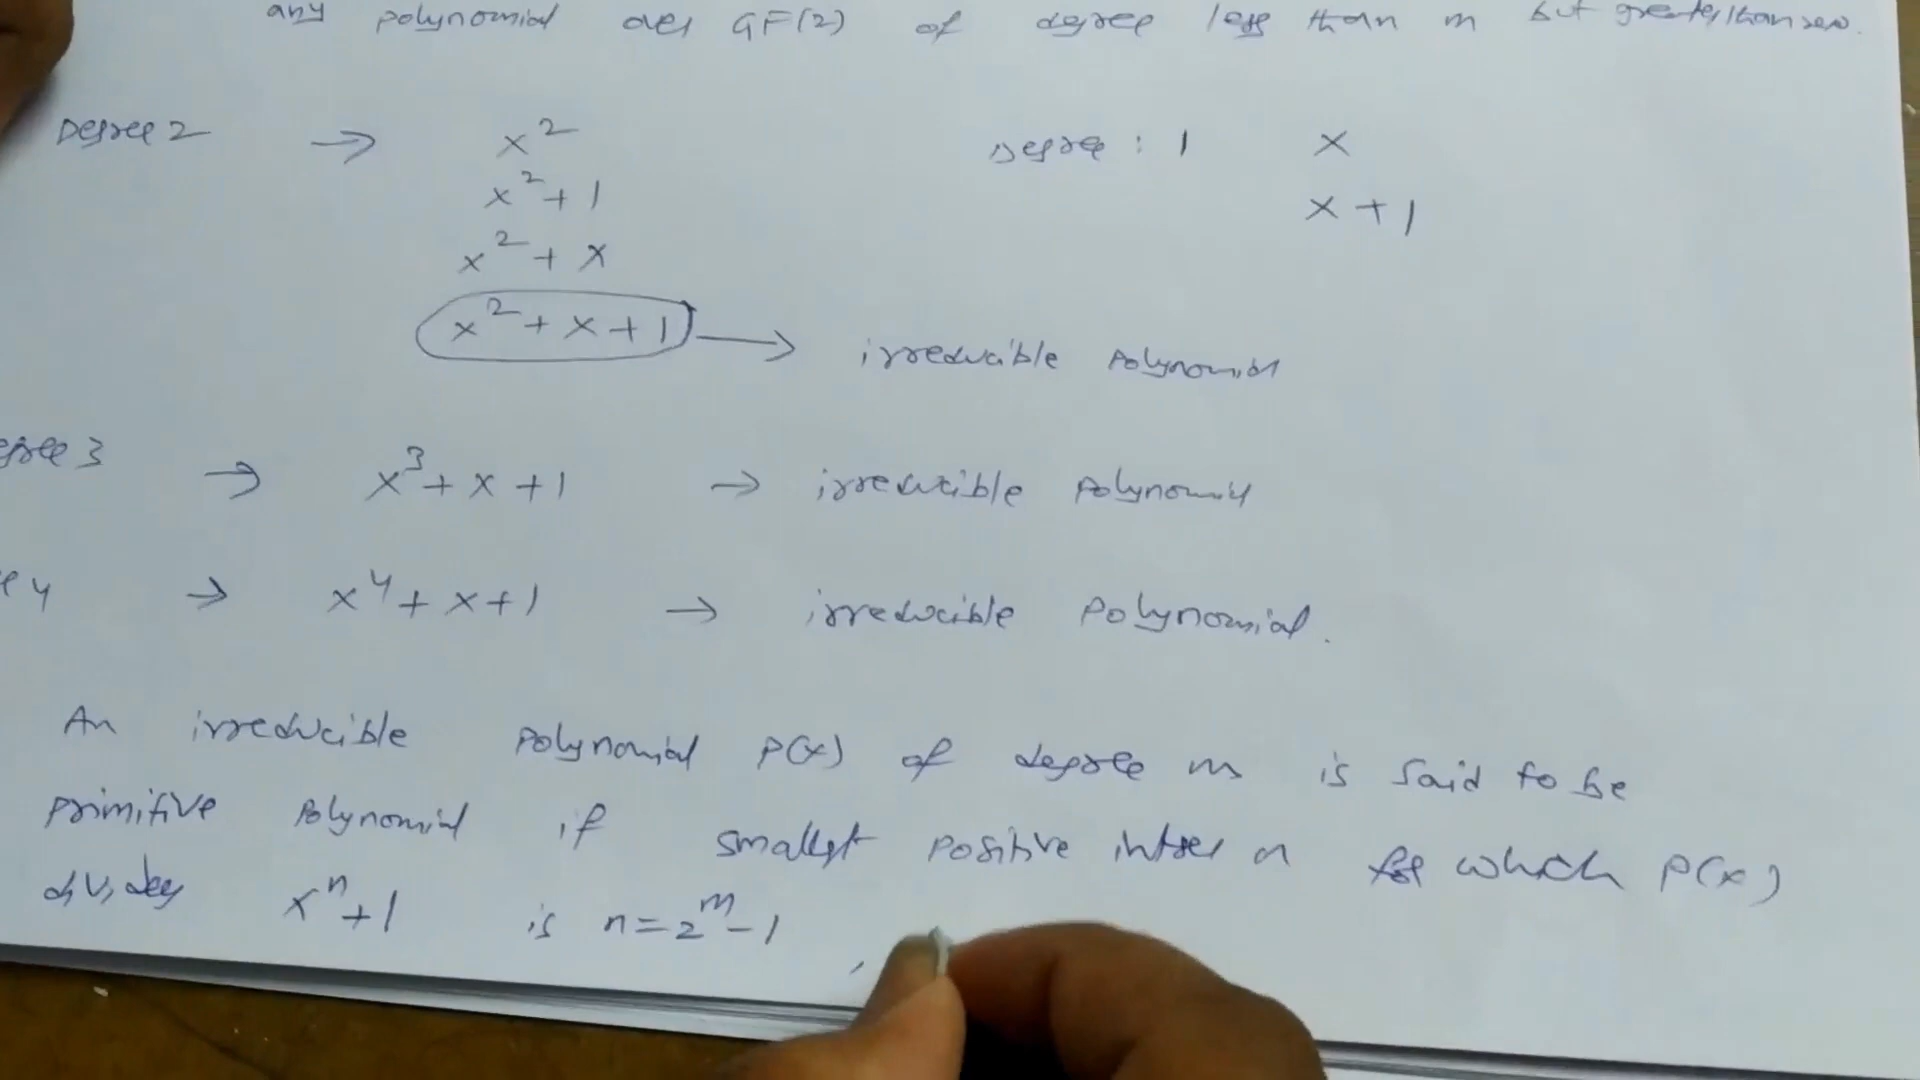 any polynomial over GF(2) of degree less than m but greater than zero.
Degree 2 → x² Degree : 1 x
x² + 1 x + 1
x² + x
x² + x + 1 → irreducible polynomial
egree 3 → x³ + x + 1 → irreducible polynomial
ee 4 → x⁴ + x + 1 → irreducible polynomial.
An irreducible polynomial P(x) of degree m is said to be
primitive polynomial if smallest positive integer n for which P(x)
divides xⁿ + 1 is n = 2ᵐ - 1